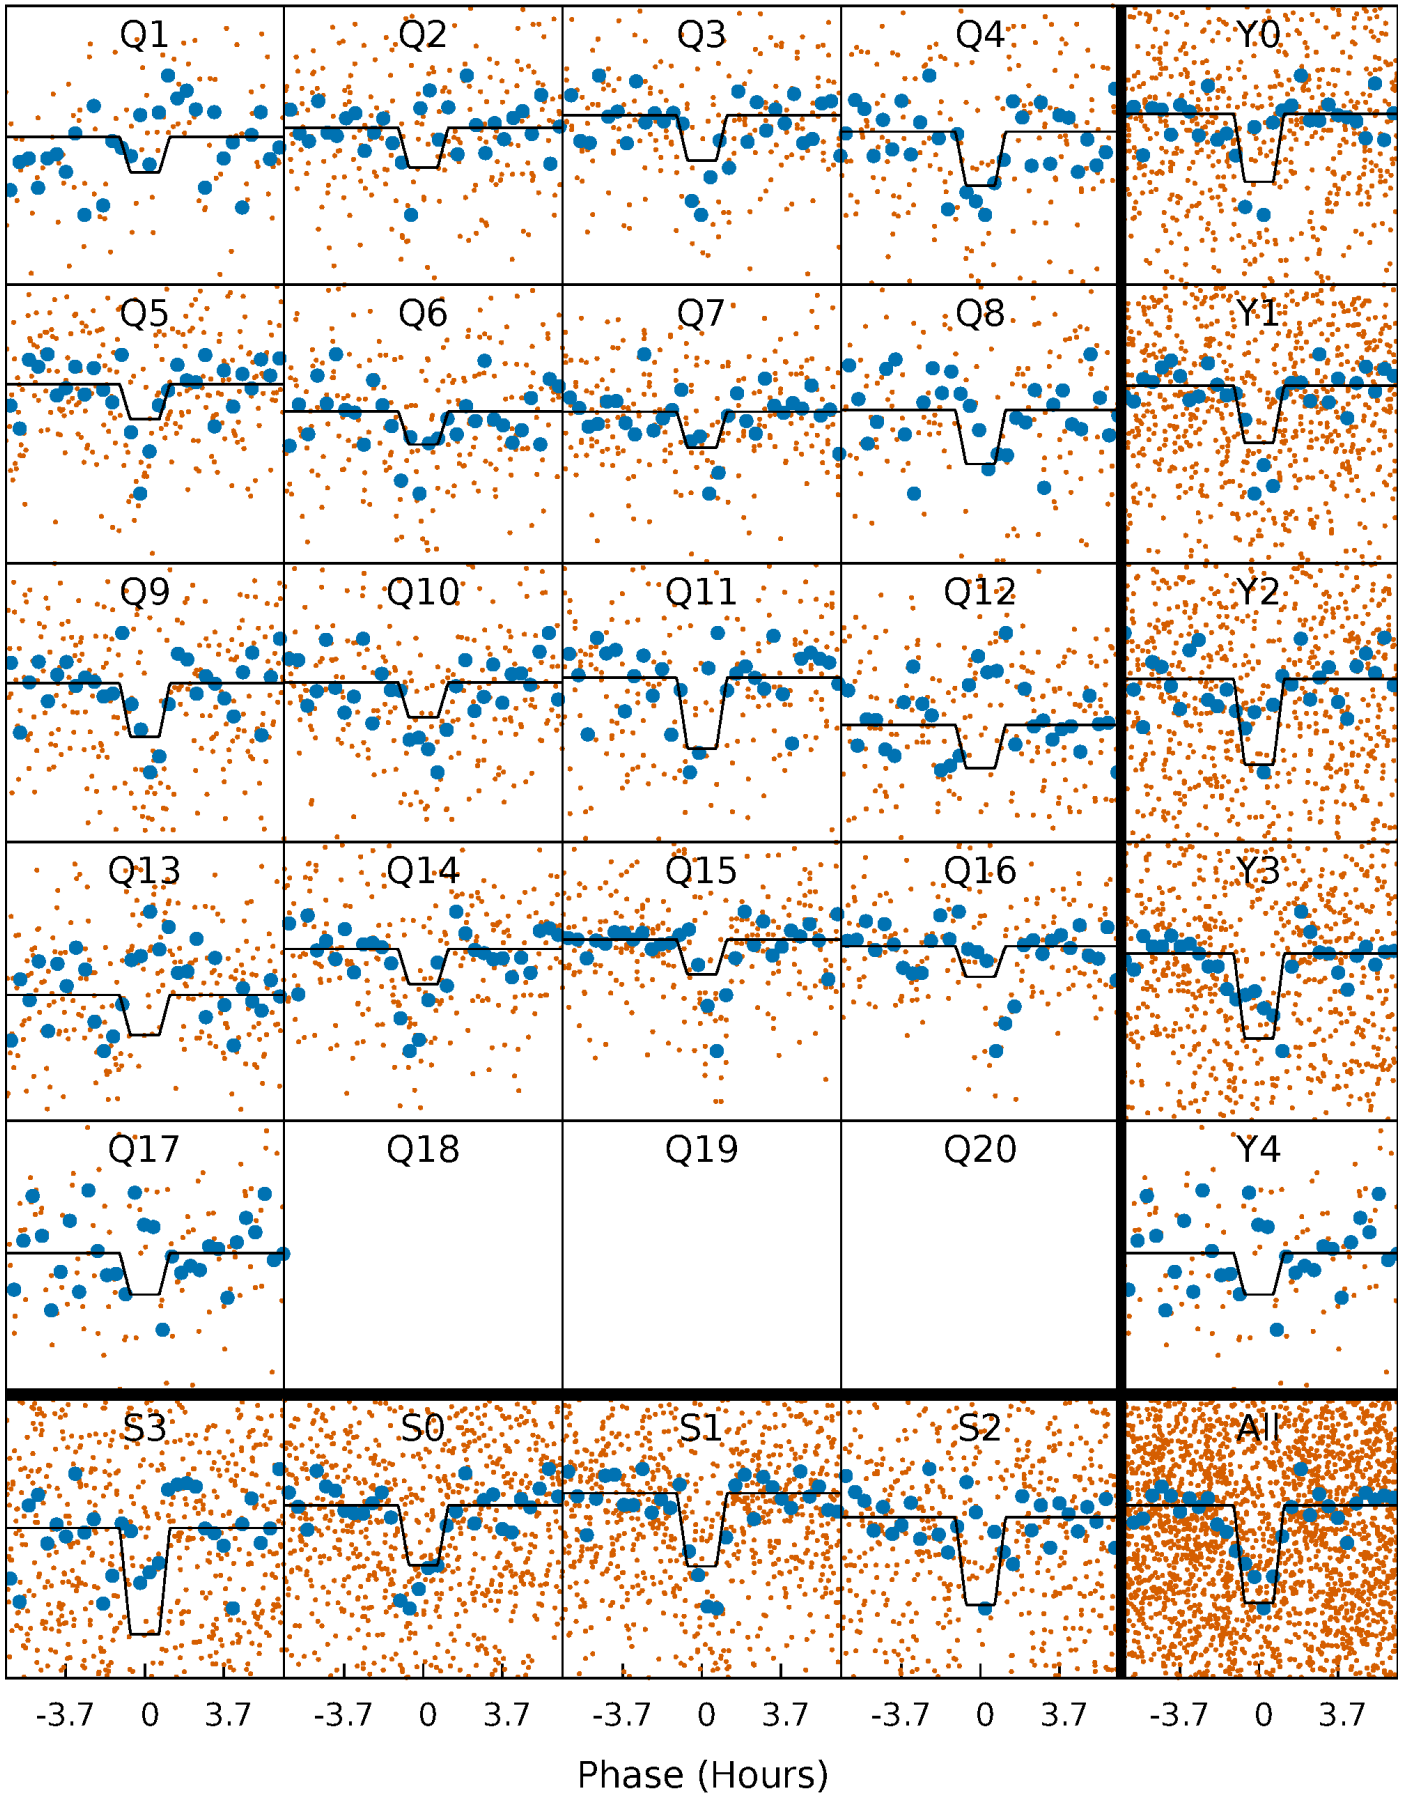 Q1 Q2 Q3 Q4 Y0
Q5 Q6 Q7 Q8 Y1
Q9 Q10 Q11 Q12 Y2
Q13 Q14 Q15 Q16 Y3
Q17 Q18 Q19 Q20 Y4
S3 S0 S1 S2 All
-3.7 0 3.7 -3.7 0 3.7 -3.7 0 3.7 -3.7 0 3.7 -3.7 0 3.7
Phase (Hours)